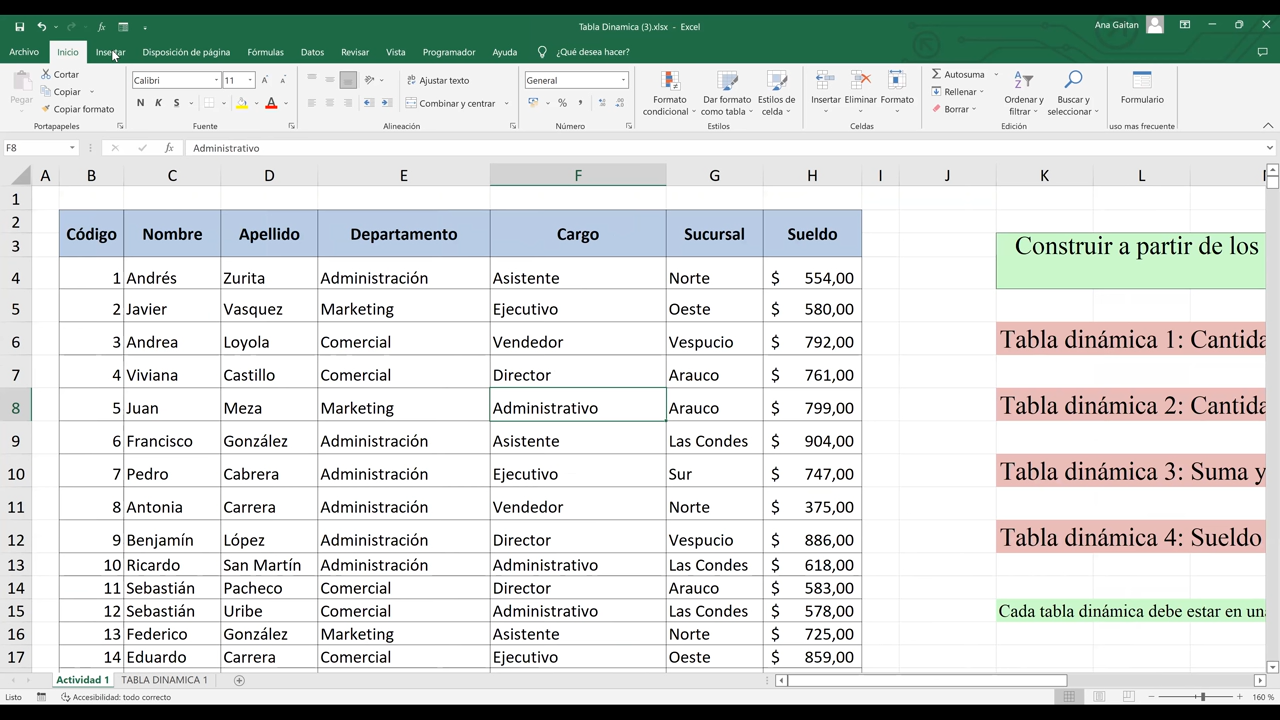 Tabla Dinamica (3).xlsx - Excel
Ana Gaitan
Archivo Inicio Insertar Disposición de página Fórmulas Datos Revisar Vista Programador Ayuda ¿Qué desea hacer?
Pegar
Cortar
Copiar
Copiar formato
Portapapeles
Calibri 11
N K S
Fuente
Ajustar texto
Combinar y centrar
Alineación
General
Número
Formato condicional
Dar formato como tabla
Estilos de celda
Estilos
Insertar Eliminar Formato
Celdas
Autosuma
Rellenar
Borrar
Ordenar y filtrar
Buscar y seleccionar
Edición
Formulario
uso mas frecuente
F8 fx Administrativo
A B C D E F G H I J K L
1
2
3
Código Nombre Apellido Departamento Cargo Sucursal Sueldo
Construir a partir de los
4 1 Andrés Zurita Administración Asistente Norte $ 554,00
5 2 Javier Vasquez Marketing Ejecutivo Oeste $ 580,00
6 3 Andrea Loyola Comercial Vendedor Vespucio $ 792,00 Tabla dinámica 1: Cantida
7 4 Viviana Castillo Comercial Director Arauco $ 761,00
8 5 Juan Meza Marketing Administrativo Arauco $ 799,00 Tabla dinámica 2: Cantida
9 6 Francisco González Administración Asistente Las Condes $ 904,00
10 7 Pedro Cabrera Administración Ejecutivo Sur $ 747,00 Tabla dinámica 3: Suma y
11 8 Antonia Carrera Administración Vendedor Norte $ 375,00
12 9 Benjamín López Administración Director Vespucio $ 886,00 Tabla dinámica 4: Sueldo
13 10 Ricardo San Martín Administración Administrativo Las Condes $ 618,00
14 11 Sebastián Pacheco Comercial Director Arauco $ 583,00
15 12 Sebastián Uribe Comercial Administrativo Las Condes $ 578,00 Cada tabla dinámica debe estar en una
16 13 Federico González Marketing Asistente Norte $ 725,00
17 14 Eduardo Carrera Comercial Ejecutivo Oeste $ 859,00
Actividad 1 TABLA DINAMICA 1
Listo Accesibilidad: todo correcto 160 %